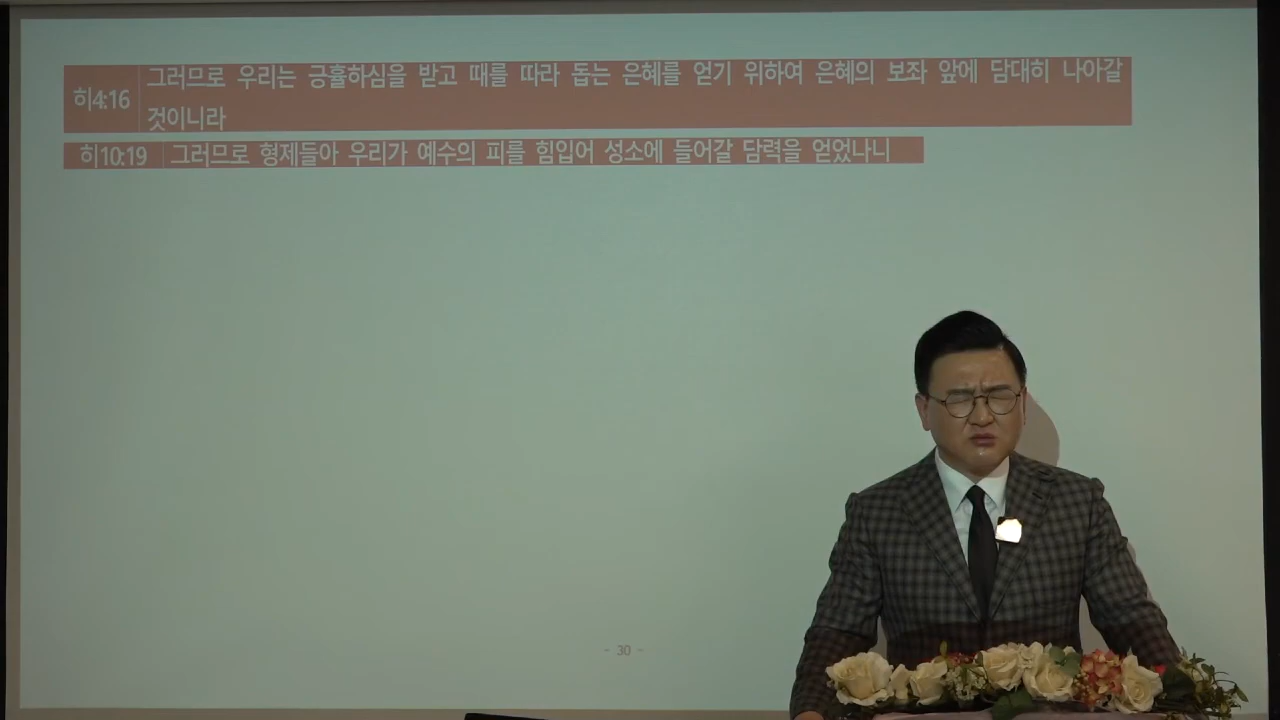 히4:16 그러므로 우리는 긍휼하심을 받고 때를 따라 돕는 은혜를 얻기 위하여 은혜의 보좌 앞에 담대히 나아갈
것이니라
히10:19 그러므로 형제들아 우리가 예수의 피를 힘입어 성소에 들어갈 담력을 얻었나니
- 30 -